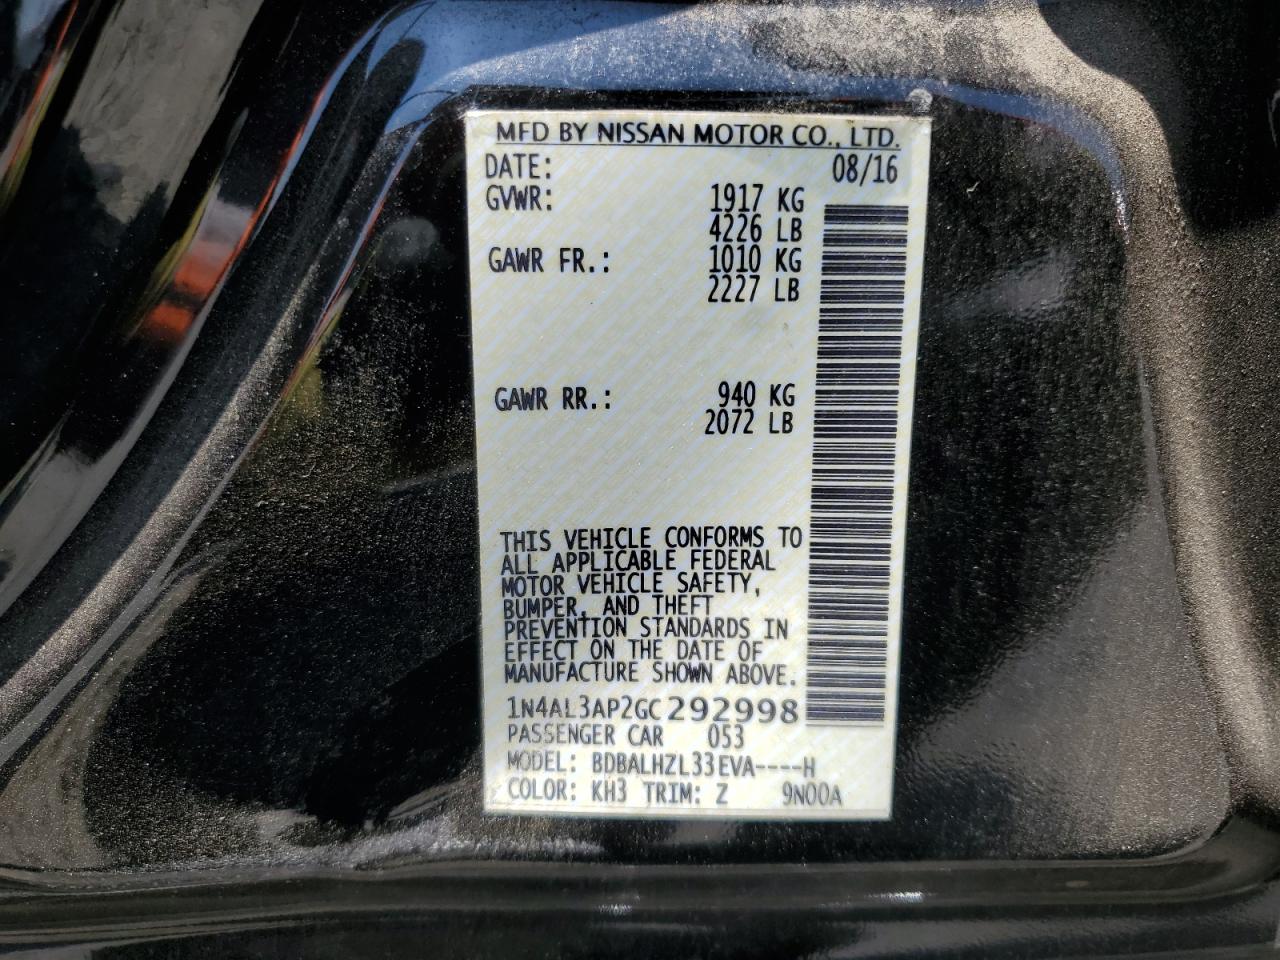 MFD BY NISSAN MOTOR CO., LTD.
DATE: 08/16
GVWR: 1917 KG
4226 LB
GAWR FR.: 1010 KG
2227 LB
GAWR RR.: 940 KG
2072 LB
THIS VEHICLE CONFORMS TO
ALL APPLICABLE FEDERAL
MOTOR VEHICLE SAFETY,
BUMPER, AND THEFT
PREVENTION STANDARDS IN
EFFECT ON THE DATE OF
MANUFACTURE SHOWN ABOVE.
1N4AL3AP2GC292998
PASSENGER CAR 053
MODEL: BDBALHZL33EVA----H
COLOR: KH3 TRIM: Z 9N00A